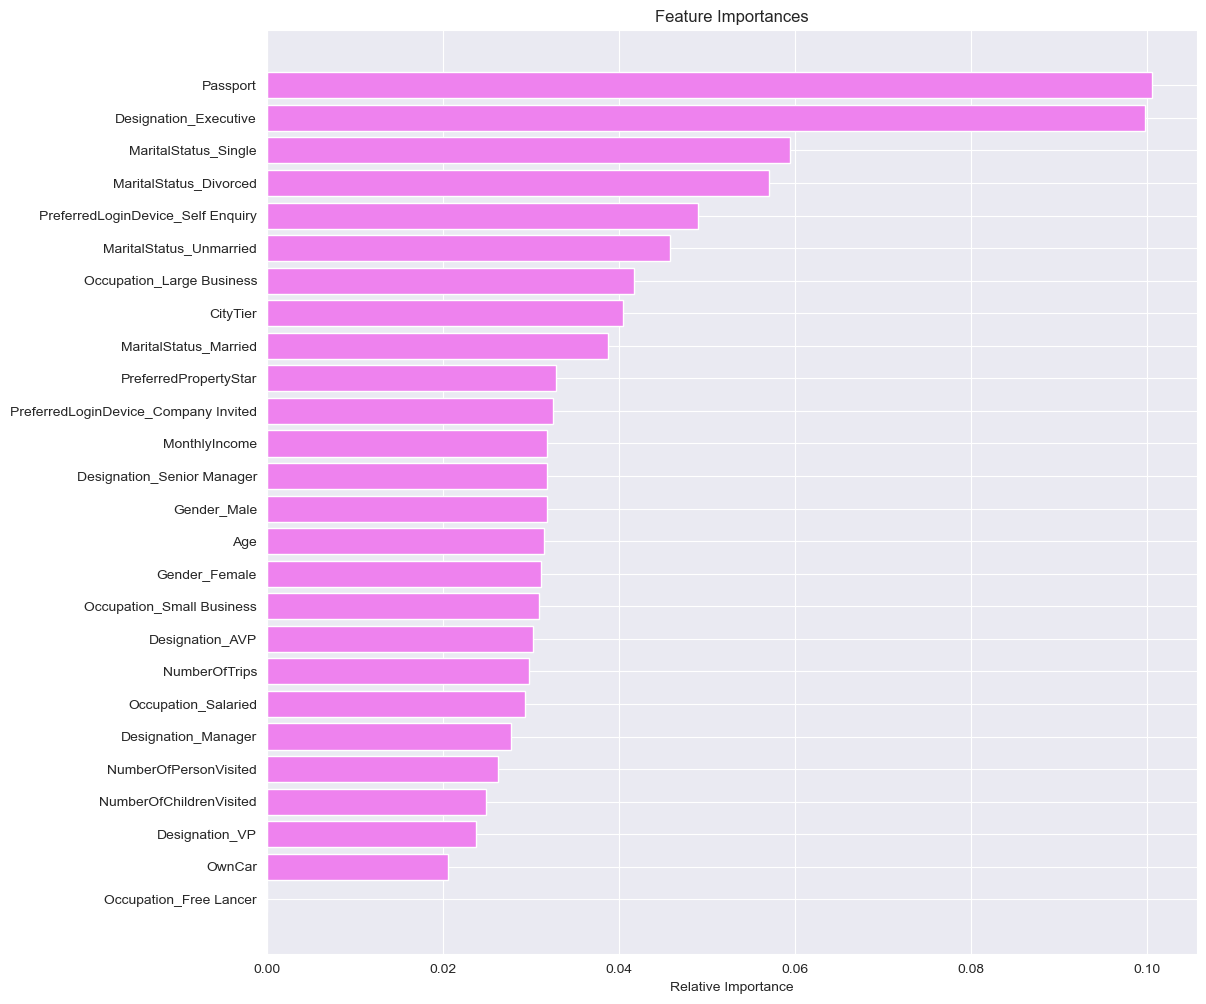 Feature Importances
Passport
Designation_Executive
MaritalStatus_Single
MaritalStatus_Divorced
PreferredLoginDevice_Self Enquiry
MaritalStatus_Unmarried
Occupation_Large Business
CityTier
MaritalStatus_Married
PreferredPropertyStar
PreferredLoginDevice_Company Invited
MonthlyIncome
Designation_Senior Manager
Gender_Male
Age
Gender_Female
Occupation_Small Business
Designation_AVP
NumberOfTrips
Occupation_Salaried
Designation_Manager
NumberOfPersonVisited
NumberOfChildrenVisited
Designation_VP
OwnCar
Occupation_Free Lancer
0.00 0.02 0.04 0.06 0.08 0.10
Relative Importance